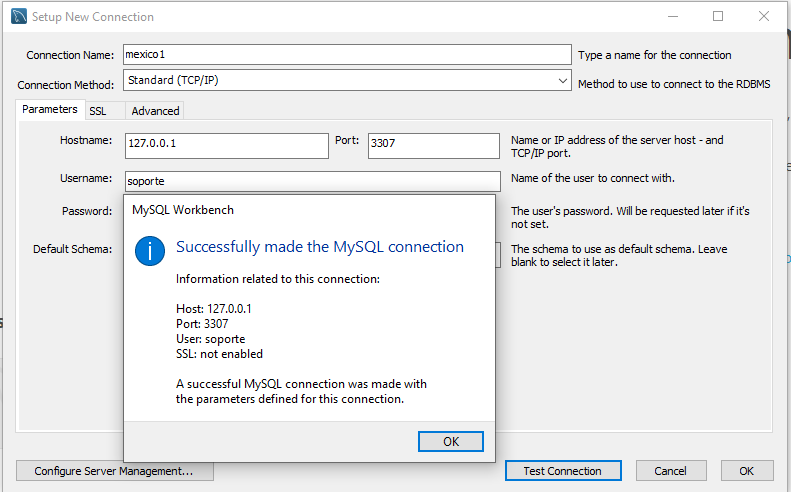 Setup New Connection
Connection Name: mexico1 Type a name for the connection
Connection Method: Standard (TCP/IP) Method to use to connect to the RDBMS
Parameters SSL Advanced
Hostname: 127.0.0.1 Port: 3307 Name or IP address of the server host - and
TCP/IP port.
Username: soporte Name of the user to connect with.
Password: The user's password. Will be requested later if it's
not set.
Default Schema: The schema to use as default schema. Leave
blank to select it later.
MySQL Workbench
Successfully made the MySQL connection
Information related to this connection:
Host: 127.0.0.1
Port: 3307
User: soporte
SSL: not enabled
A successful MySQL connection was made with
the parameters defined for this connection.
OK
Configure Server Management... Test Connection Cancel OK